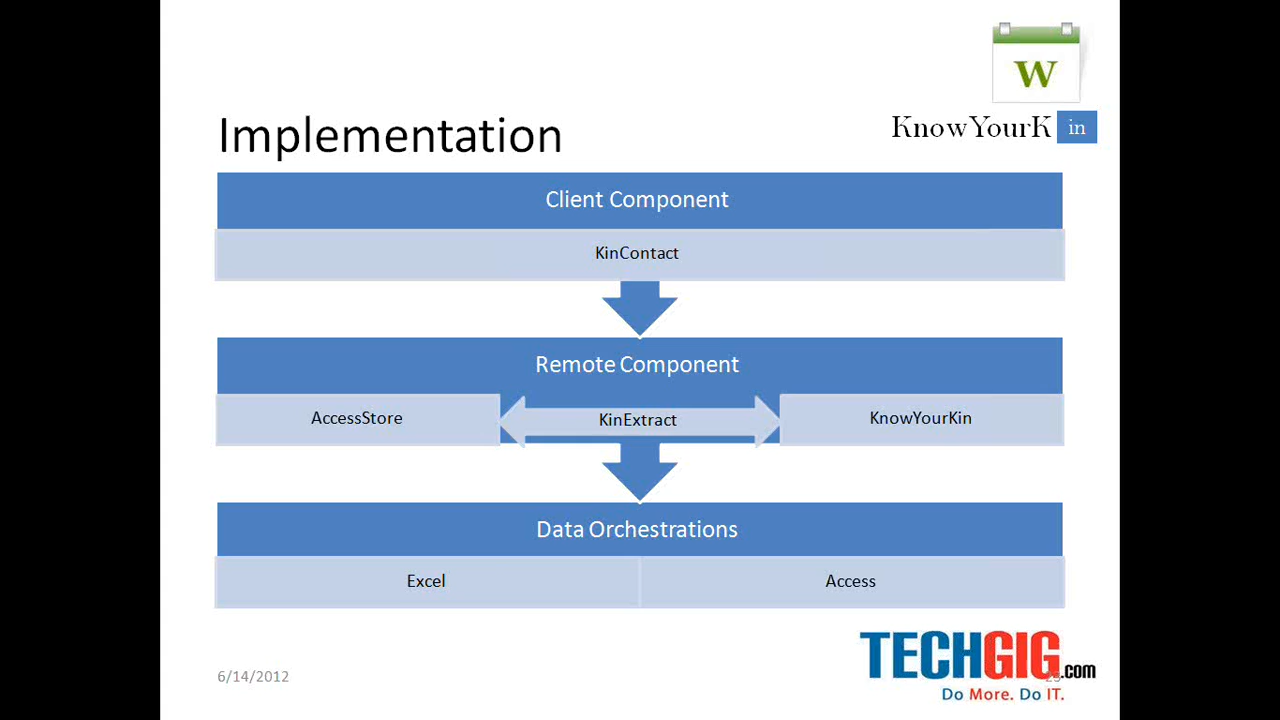 W
KnowYourK in
Implementation
Client Component
KinContact
Remote Component
AccessStore
KinExtract
KnowYourKin
Data Orchestrations
Excel
Access
6/14/2012
TECHGIG.com
Do More. Do IT.